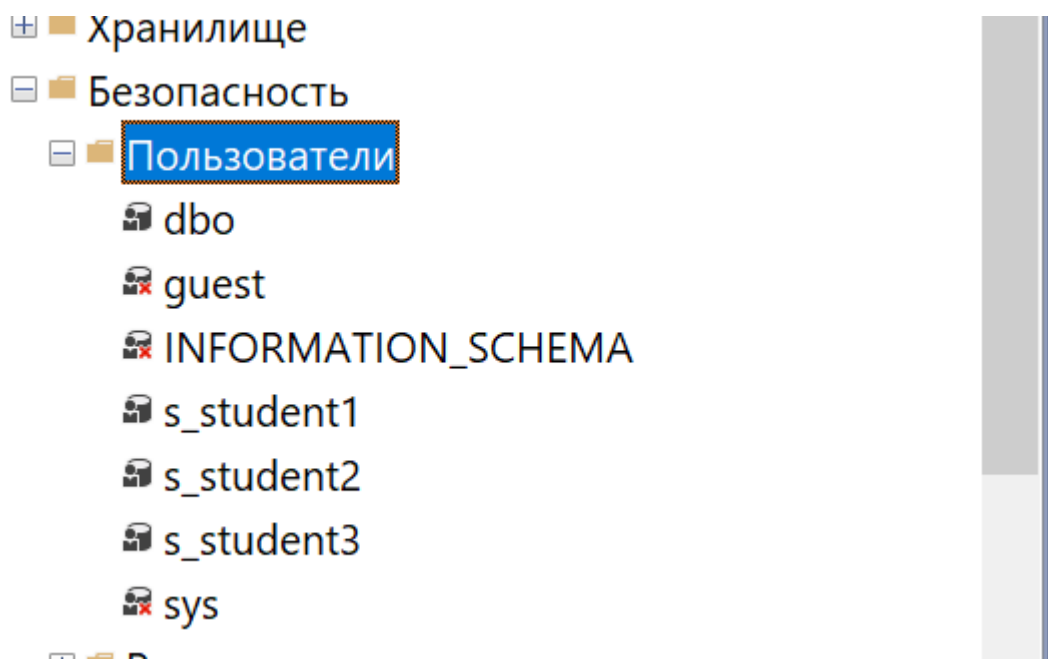 Хранилище
Безопасность
Пользователи
dbo
guest
INFORMATION_SCHEMA
s_student1
s_student2
s_student3
sys